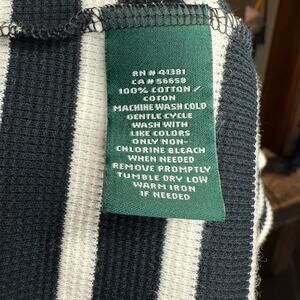 RN # 41381
CA # 56658
100% COTTON /
COTON
MACHINE WASH COLD
GENTLE CYCLE
WASH WITH
LIKE COLORS
ONLY NON-
CHLORINE BLEACH
WHEN NEEDED
REMOVE PROMPTLY
TUMBLE DRY LOW
WARM IRON
IF NEEDED